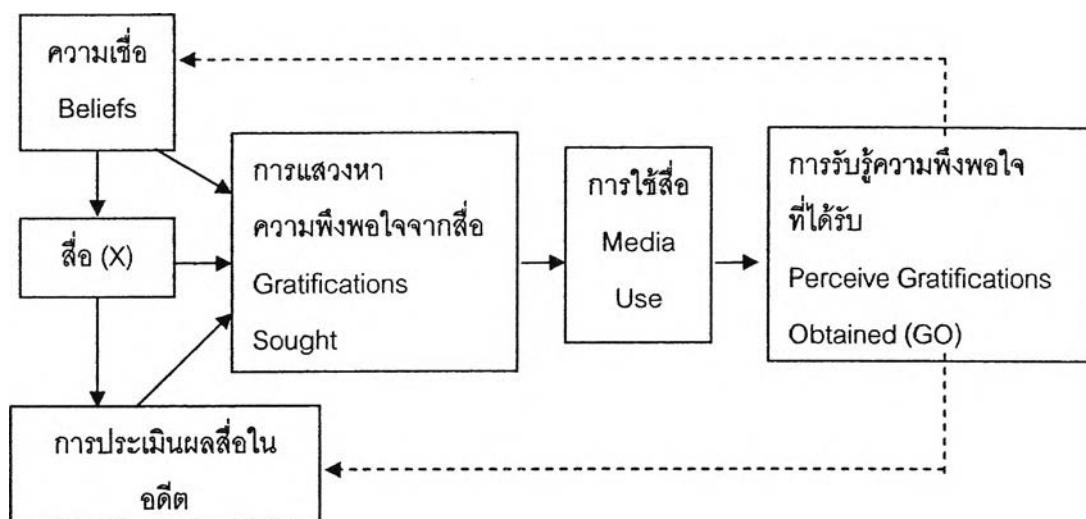 ความเชื่อ
Beliefs
สื่อ (X)
การประเมินผลสื่อใน
อดีต
การแสวงหา
ความพึงพอใจจากสื่อ
Gratifications
Sought
การใช้สื่อ
Media
Use
การรับรู้ความพึงพอใจ
ที่ได้รับ
Perceive Gratifications
Obtained (GO)